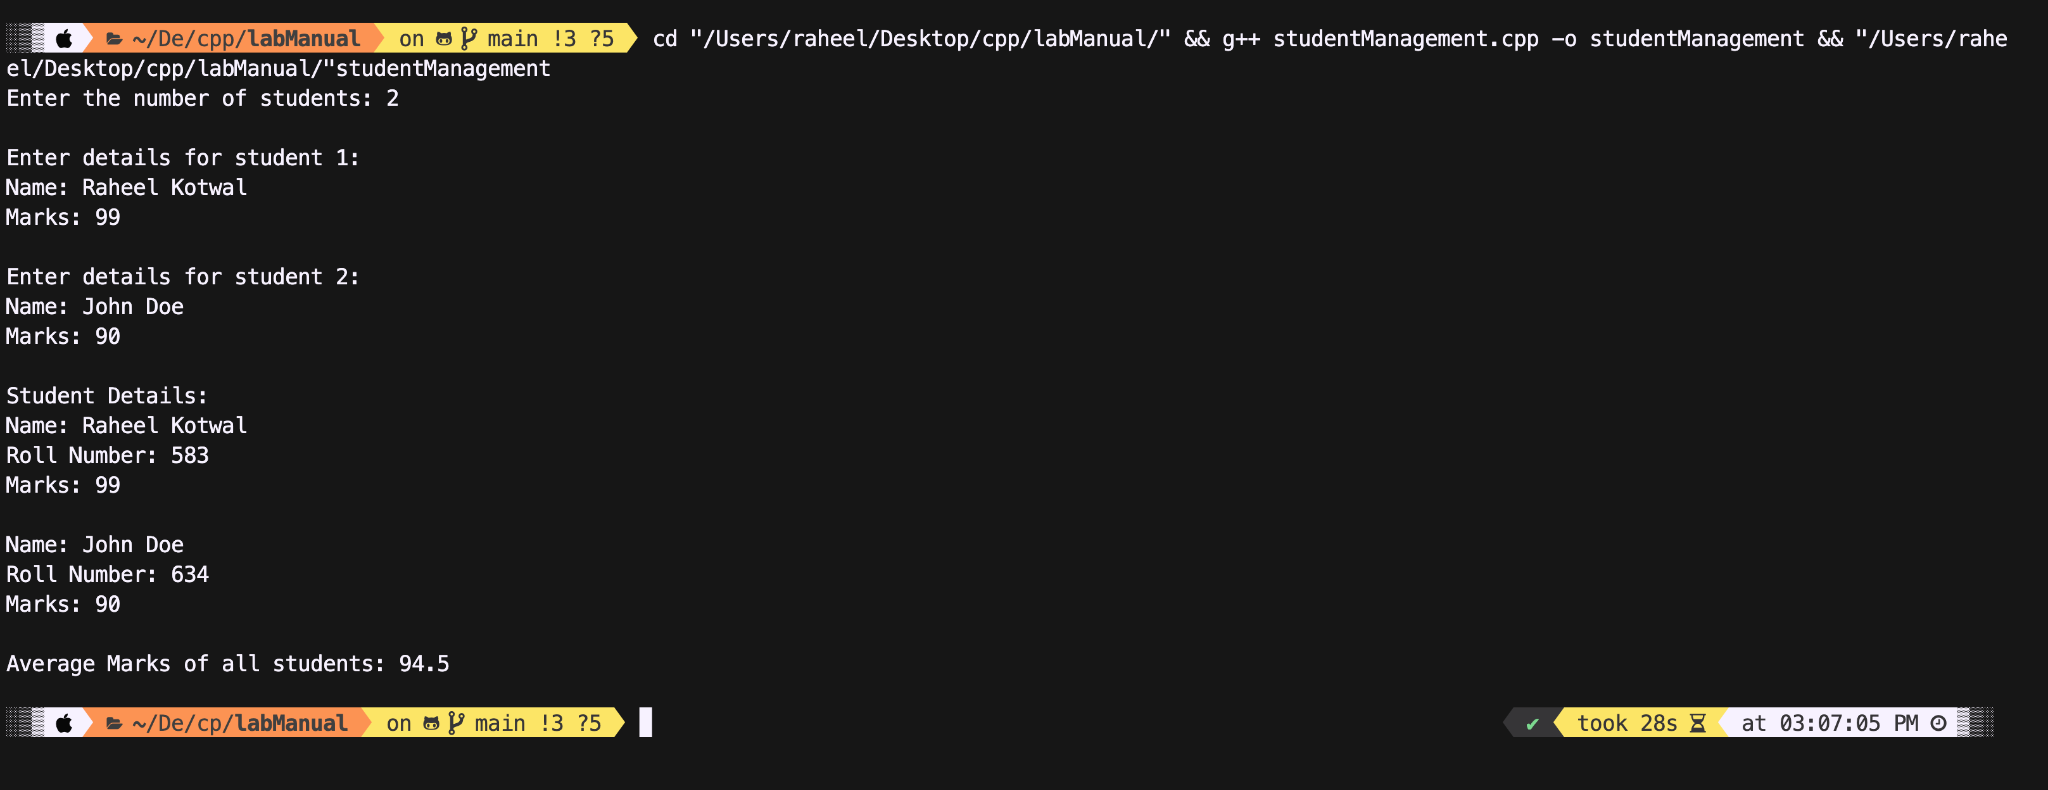 ~/De/cpp/labManual on main !3 ?5 cd "/Users/raheel/Desktop/cpp/labManual/" && g++ studentManagement.cpp -o studentManagement && "/Users/rahe
el/Desktop/cpp/labManual/"studentManagement
Enter the number of students: 2
Enter details for student 1:
Name: Raheel Kotwal
Marks: 99
Enter details for student 2:
Name: John Doe
Marks: 90
Student Details:
Name: Raheel Kotwal
Roll Number: 583
Marks: 99
Name: John Doe
Roll Number: 634
Marks: 90
Average Marks of all students: 94.5
~/De/cp/labManual on main !3 ?5 ✔ took 28s at 03:07:05 PM